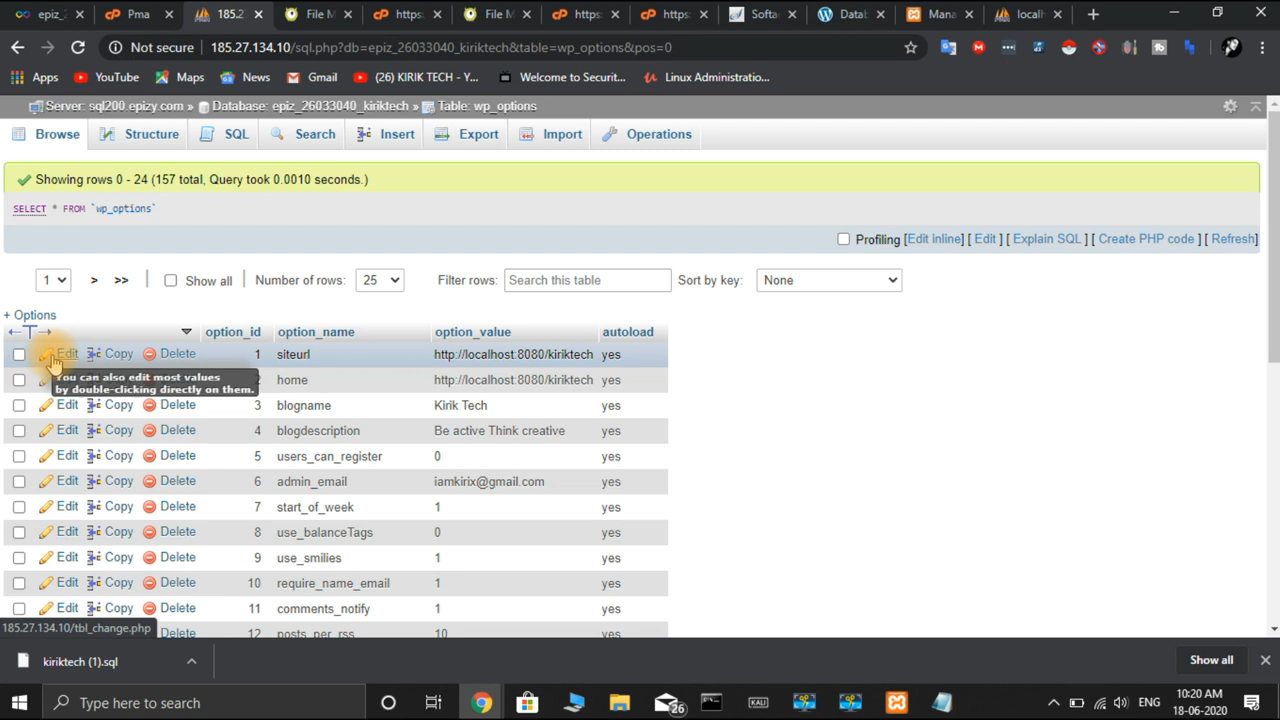 epiz_2
Pma
185.2
File M
https:
File M
https:
https:
Softa
Datab
Mana
localh
Not secure
185.27.134.10/sql.php?db=epiz_26033040_kiriktech&table=wp_options&pos=0
Apps
YouTube
Maps
News
Gmail
(26) KIRIK TECH - Y...
Welcome to Securit...
Linux Administratio...
Server: sql200.epizy.com » Database: epiz_26033040_kiriktech » Table: wp_options
Browse Structure SQL Search Insert Export Import Operations
Showing rows 0 - 24 (157 total, Query took 0.0010 seconds.)
SELECT * FROM `wp_options`
Profiling [Edit inline] [ Edit ] [ Explain SQL ] [ Create PHP code ] [ Refresh]
1 > >> Show all Number of rows: 25 Filter rows: Search this table Sort by key: None
+ Options
←T→ option_id option_name option_value autoload
Edit Copy Delete 1 siteurl http://localhost:8080/kiriktech yes
You can also edit most values
by double-clicking directly on them.
2 home http://localhost:8080/kiriktech yes
Edit Copy Delete 3 blogname Kirik Tech yes
Edit Copy Delete 4 blogdescription Be active Think creative yes
Edit Copy Delete 5 users_can_register 0 yes
Edit Copy Delete 6 admin_email iamkirix@gmail.com yes
Edit Copy Delete 7 start_of_week 1 yes
Edit Copy Delete 8 use_balanceTags 0 yes
Edit Copy Delete 9 use_smilies 1 yes
Edit Copy Delete 10 require_name_email 1 yes
Edit Copy Delete 11 comments_notify 1 yes
Delete 12 posts_per_rss 10 yes
185.27.134.10/tbl_change.php
kiriktech (1).sql
Show all
Type here to search
26
KALI
ENG
10:20 AM
18-06-2020